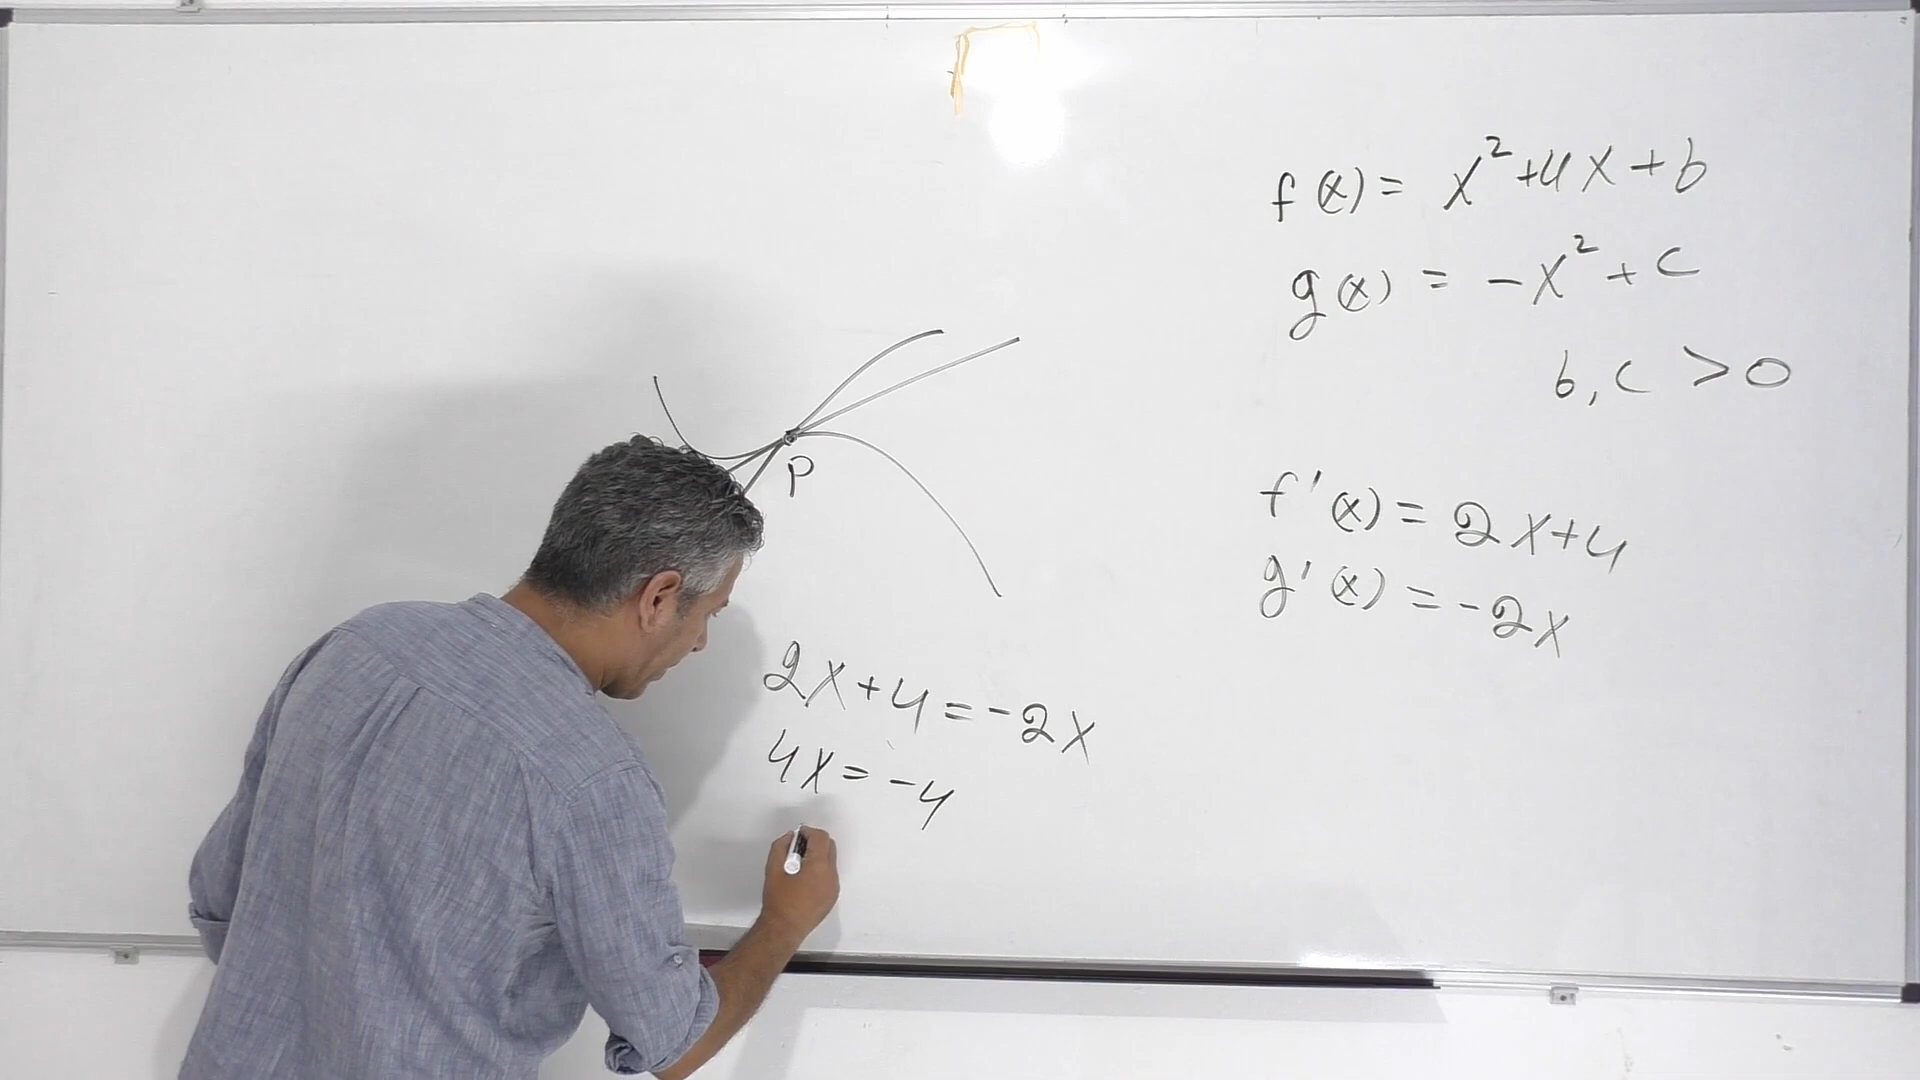 f(x) = x²+4x+b
g(x) = -x²+c
b, c > 0
P
f'(x) = 2x+4
g'(x) = -2x
2x+4=-2x
4x=-4